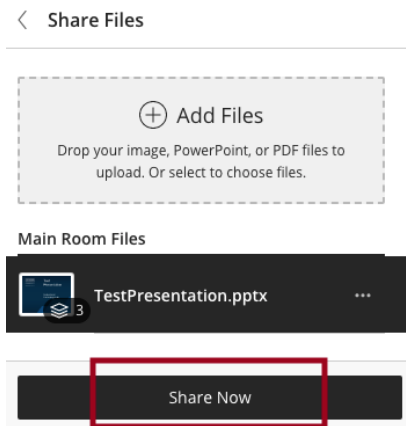 Share Files
Add Files
Drop your image, PowerPoint, or PDF files to
upload. Or select to choose files.
Main Room Files
3
TestPresentation.pptx
Share Now